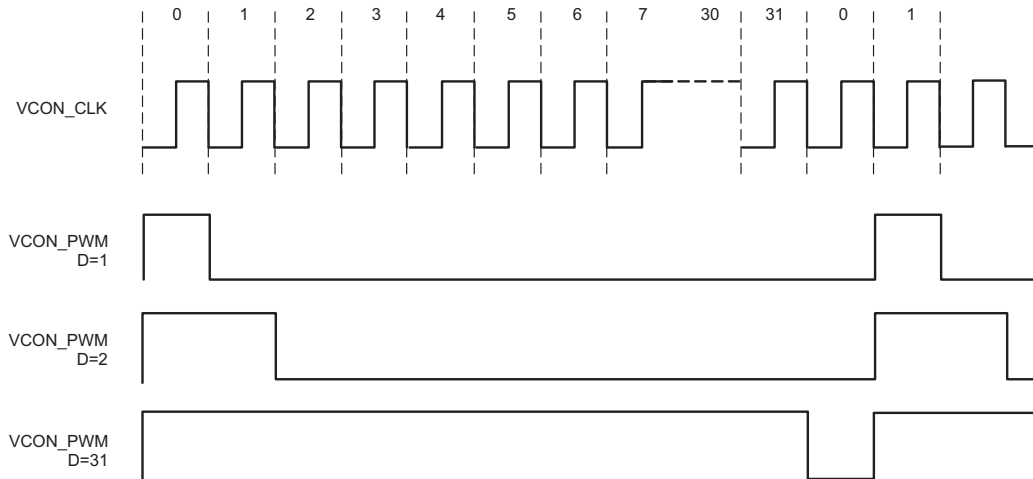 0 1 2 3 4 5 6 7 30 31 0 1
VCON_CLK
VCON_PWM
D=1
VCON_PWM
D=2
VCON_PWM
D=31